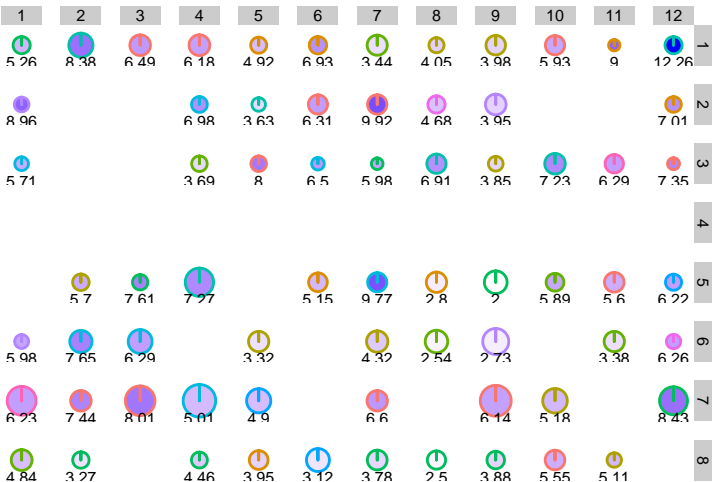 1 2 3 4 5 6 7 8 9 10 11 12
1
5.26 8.38 6.49 6.18 4.92 6.93 3.44 4.05 3.98 5.93 9 12.26
2
8.96 6.98 3.63 6.31 9.92 4.68 3.95 7.01
3
5.71 3.69 8 6.5 5.98 6.91 3.85 7.23 6.29 7.35
4
5
5.7 7.61 7.27 5.15 9.77 2.8 2 5.89 5.6 6.22
6
5.98 7.65 6.29 3.32 4.32 2.54 2.73 3.38 6.26
7
6.23 7.44 8.01 5.01 4.9 6.6 6.14 5.18 8.43
8
4.84 3.27 4.46 3.95 3.12 3.78 2.5 3.88 5.55 5.11